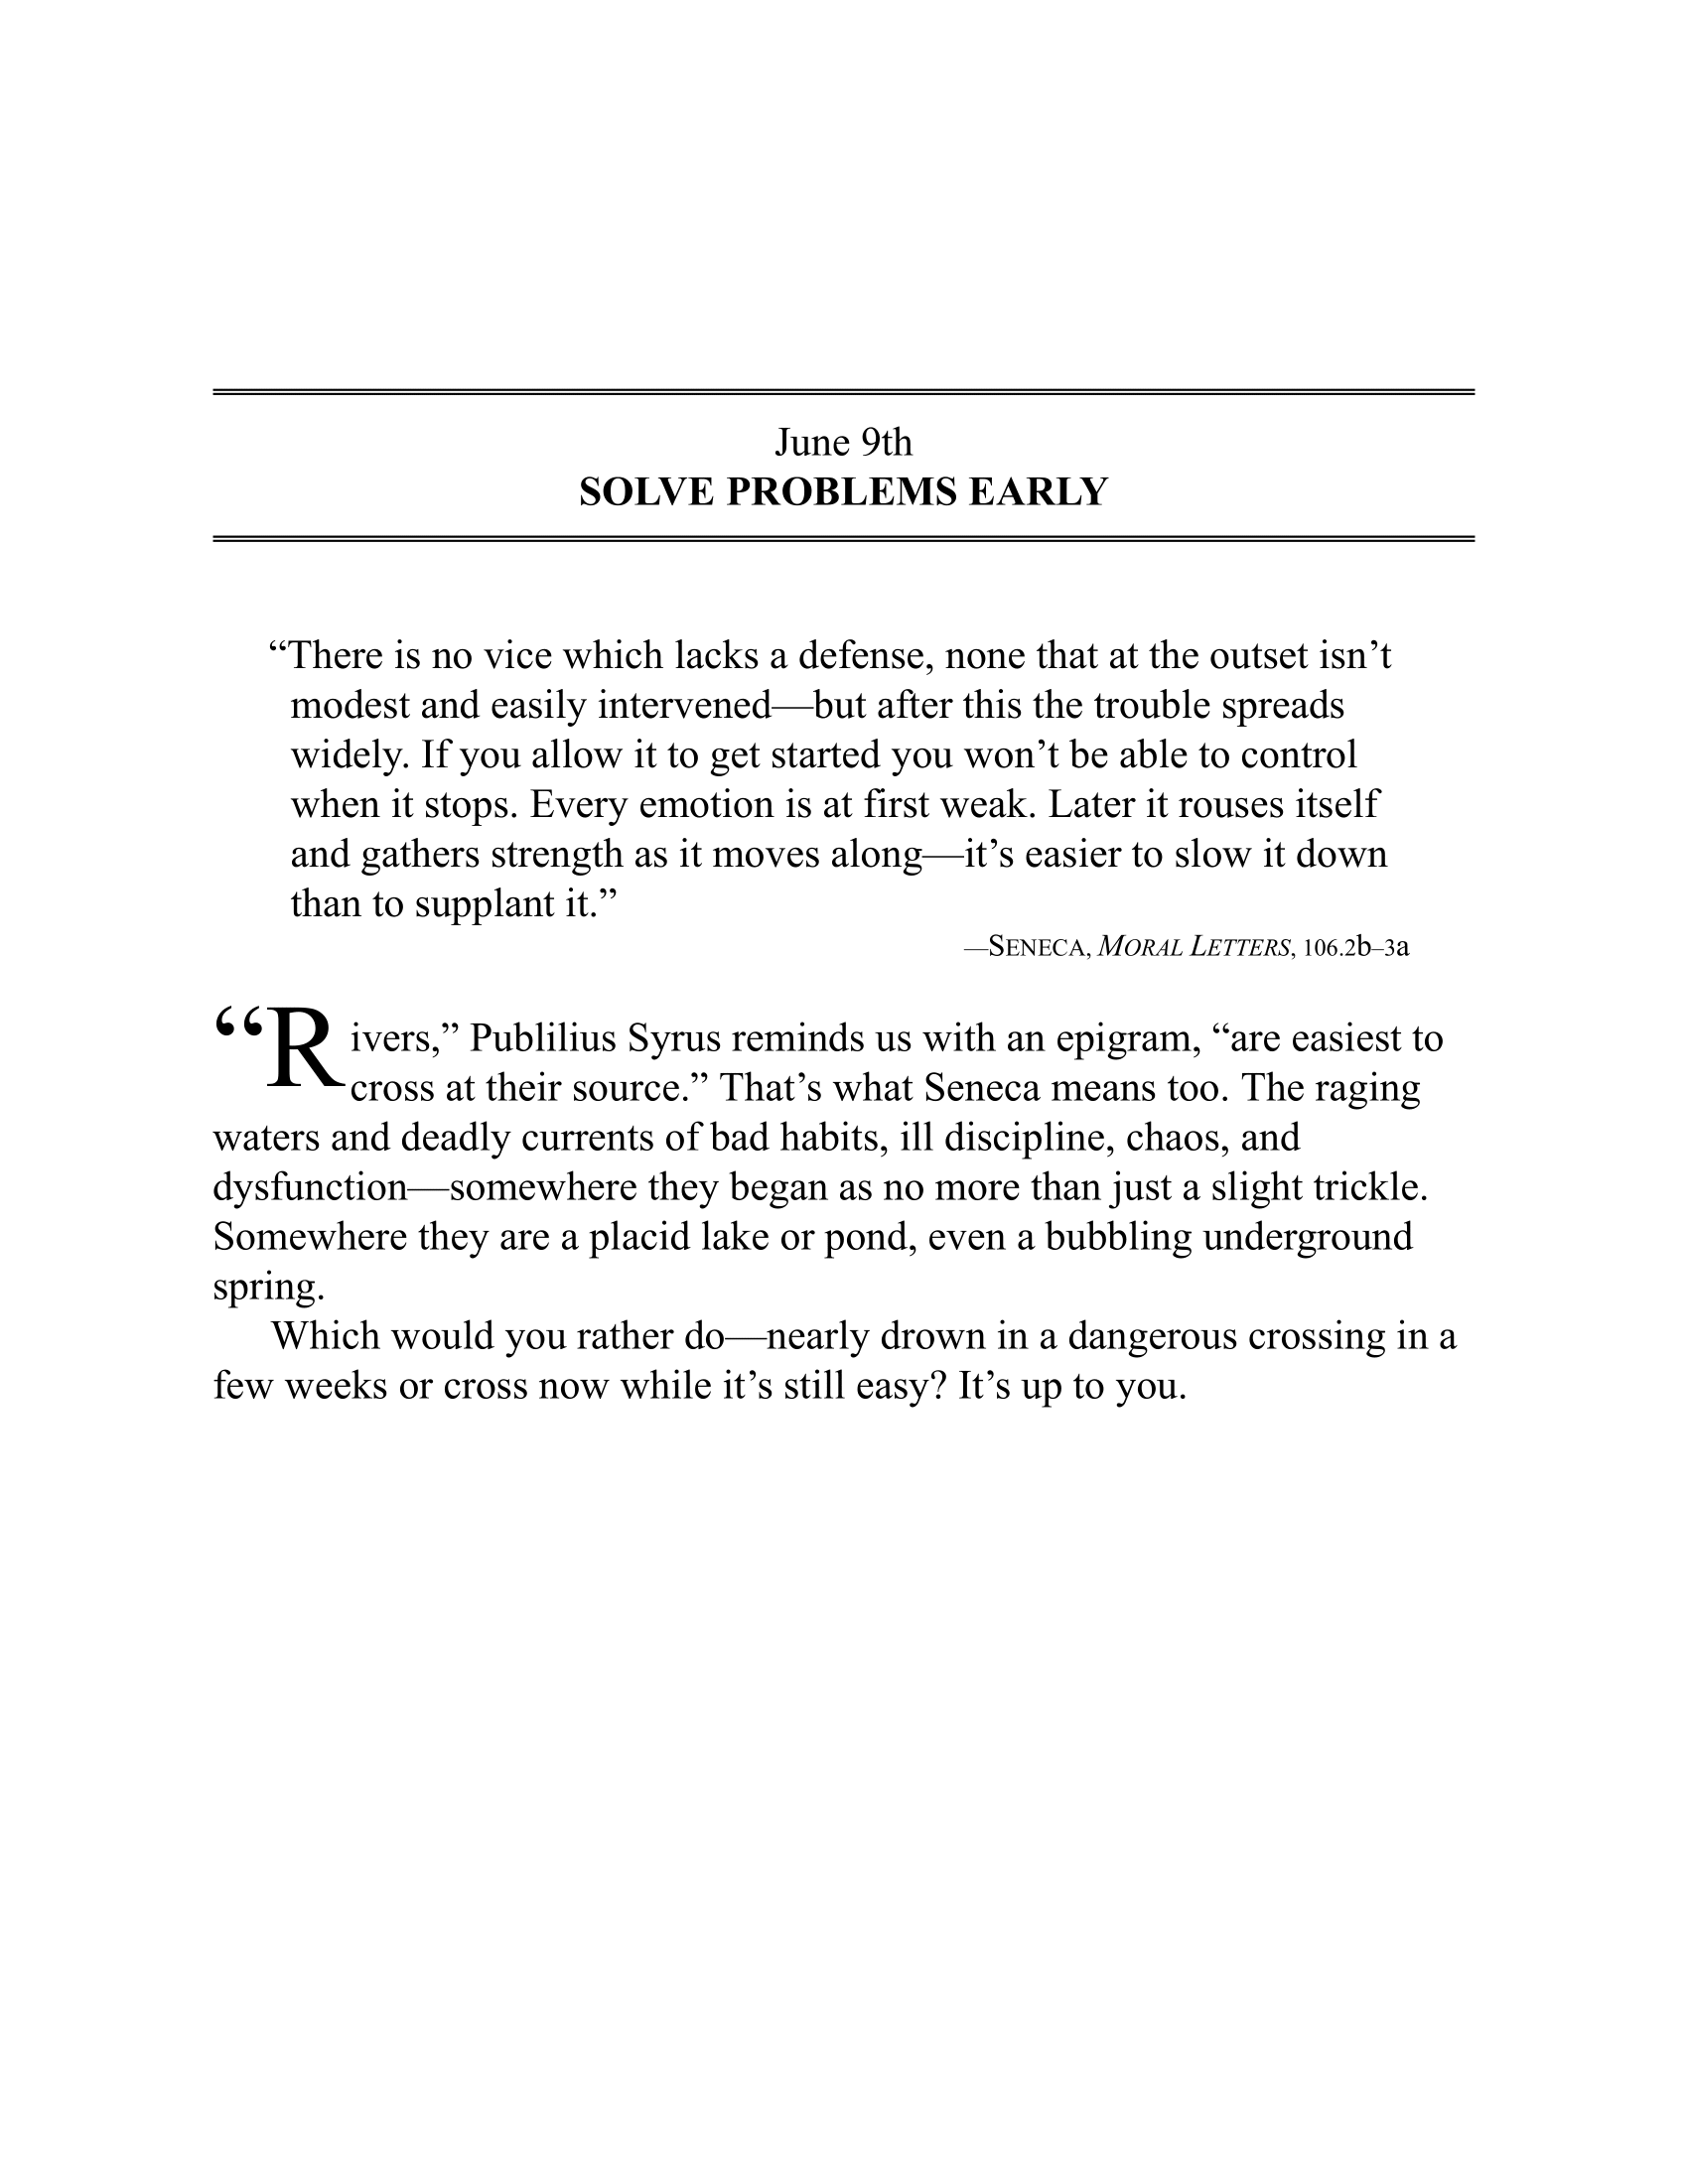 June 9th
SOLVE PROBLEMS EARLY
“There is no vice which lacks a defense, none that at the outset isn’t
modest and easily intervened—but after this the trouble spreads
widely. If you allow it to get started you won’t be able to control
when it stops. Every emotion is at first weak. Later it rouses itself
and gathers strength as it moves along—it’s easier to slow it down
than to supplant it.”
—SENECA, MORAL LETTERS, 106.2b–3a
“Rivers,” Publilius Syrus reminds us with an epigram, “are easiest to
cross at their source.” That’s what Seneca means too. The raging
waters and deadly currents of bad habits, ill discipline, chaos, and
dysfunction—somewhere they began as no more than just a slight trickle.
Somewhere they are a placid lake or pond, even a bubbling underground
spring.
Which would you rather do—nearly drown in a dangerous crossing in a
few weeks or cross now while it’s still easy? It’s up to you.